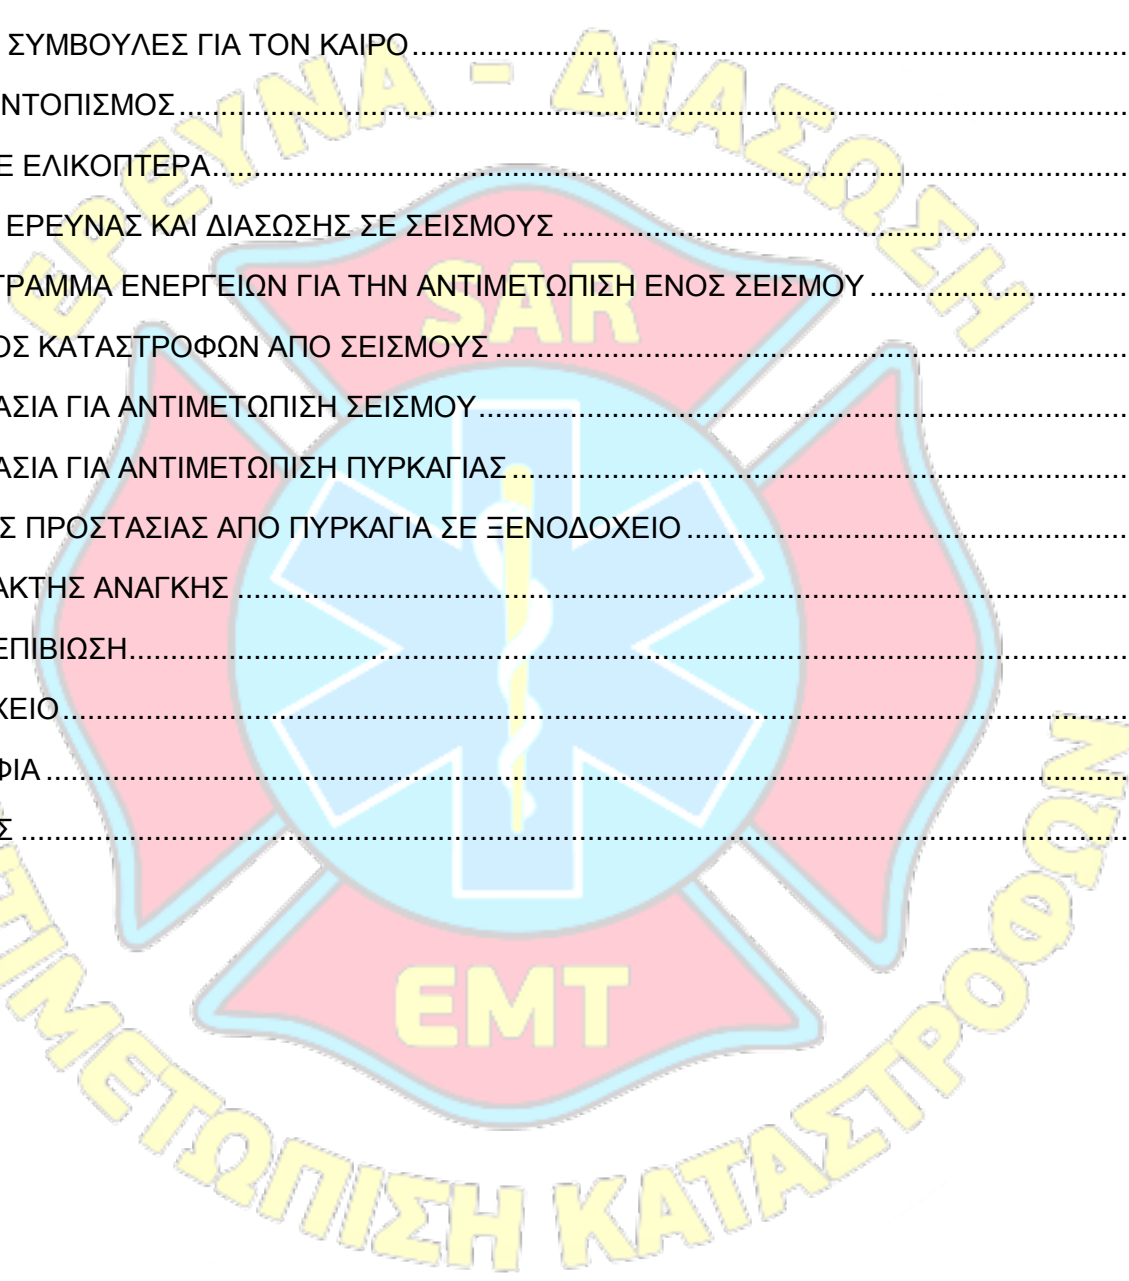 ΣΥΜΒΟΥΛΕΣ ΓΙΑ ΤΟΝ ΚΑΙΡΟ
ΝΤΟΠΙΣΜΟΣ
Ε ΕΛΙΚΟΠΤΕΡΑ
ΕΡΕΥΝΑΣ ΚΑΙ ΔΙΑΣΩΣΗΣ ΣΕ ΣΕΙΣΜΟΥΣ
ΓΡΑΜΜΑ ΕΝΕΡΓΕΙΩΝ ΓΙΑ ΤΗΝ ΑΝΤΙΜΕΤΩΠΙΣΗ ΕΝΟΣ ΣΕΙΣΜΟΥ
ΟΣ ΚΑΤΑΣΤΡΟΦΩΝ ΑΠΟ ΣΕΙΣΜΟΥΣ
ΑΣΙΑ ΓΙΑ ΑΝΤΙΜΕΤΩΠΙΣΗ ΣΕΙΣΜΟΥ
ΑΣΙΑ ΓΙΑ ΑΝΤΙΜΕΤΩΠΙΣΗ ΠΥΡΚΑΓΙΑΣ
Σ ΠΡΟΣΤΑΣΙΑΣ ΑΠΟ ΠΥΡΚΑΓΙΑ ΣΕ ΞΕΝΟΔΟΧΕΙΟ
ΑΚΤΗΣ ΑΝΑΓΚΗΣ
ΕΠΙΒΙΩΣΗ
ΧΕΙΟ
ΦΙΑ
Σ
ΕΡΕΥΝΑ - ΔΙΑΣΩΣΗ
SAR
EMT
ΤΙΜΕΤΩΠΙΣΗ ΚΑΤΑΣΤΡΟΦΩΝ